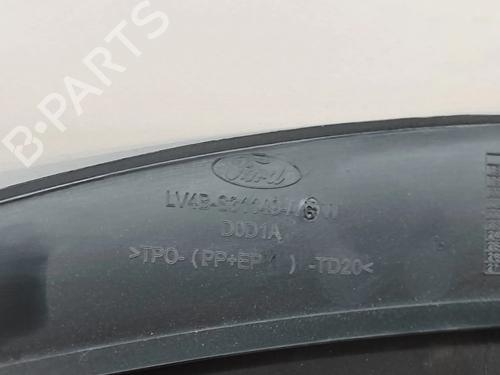 B-PARTS
Ford
D0D1A
>TPO-(PP+EP ) -TD20<